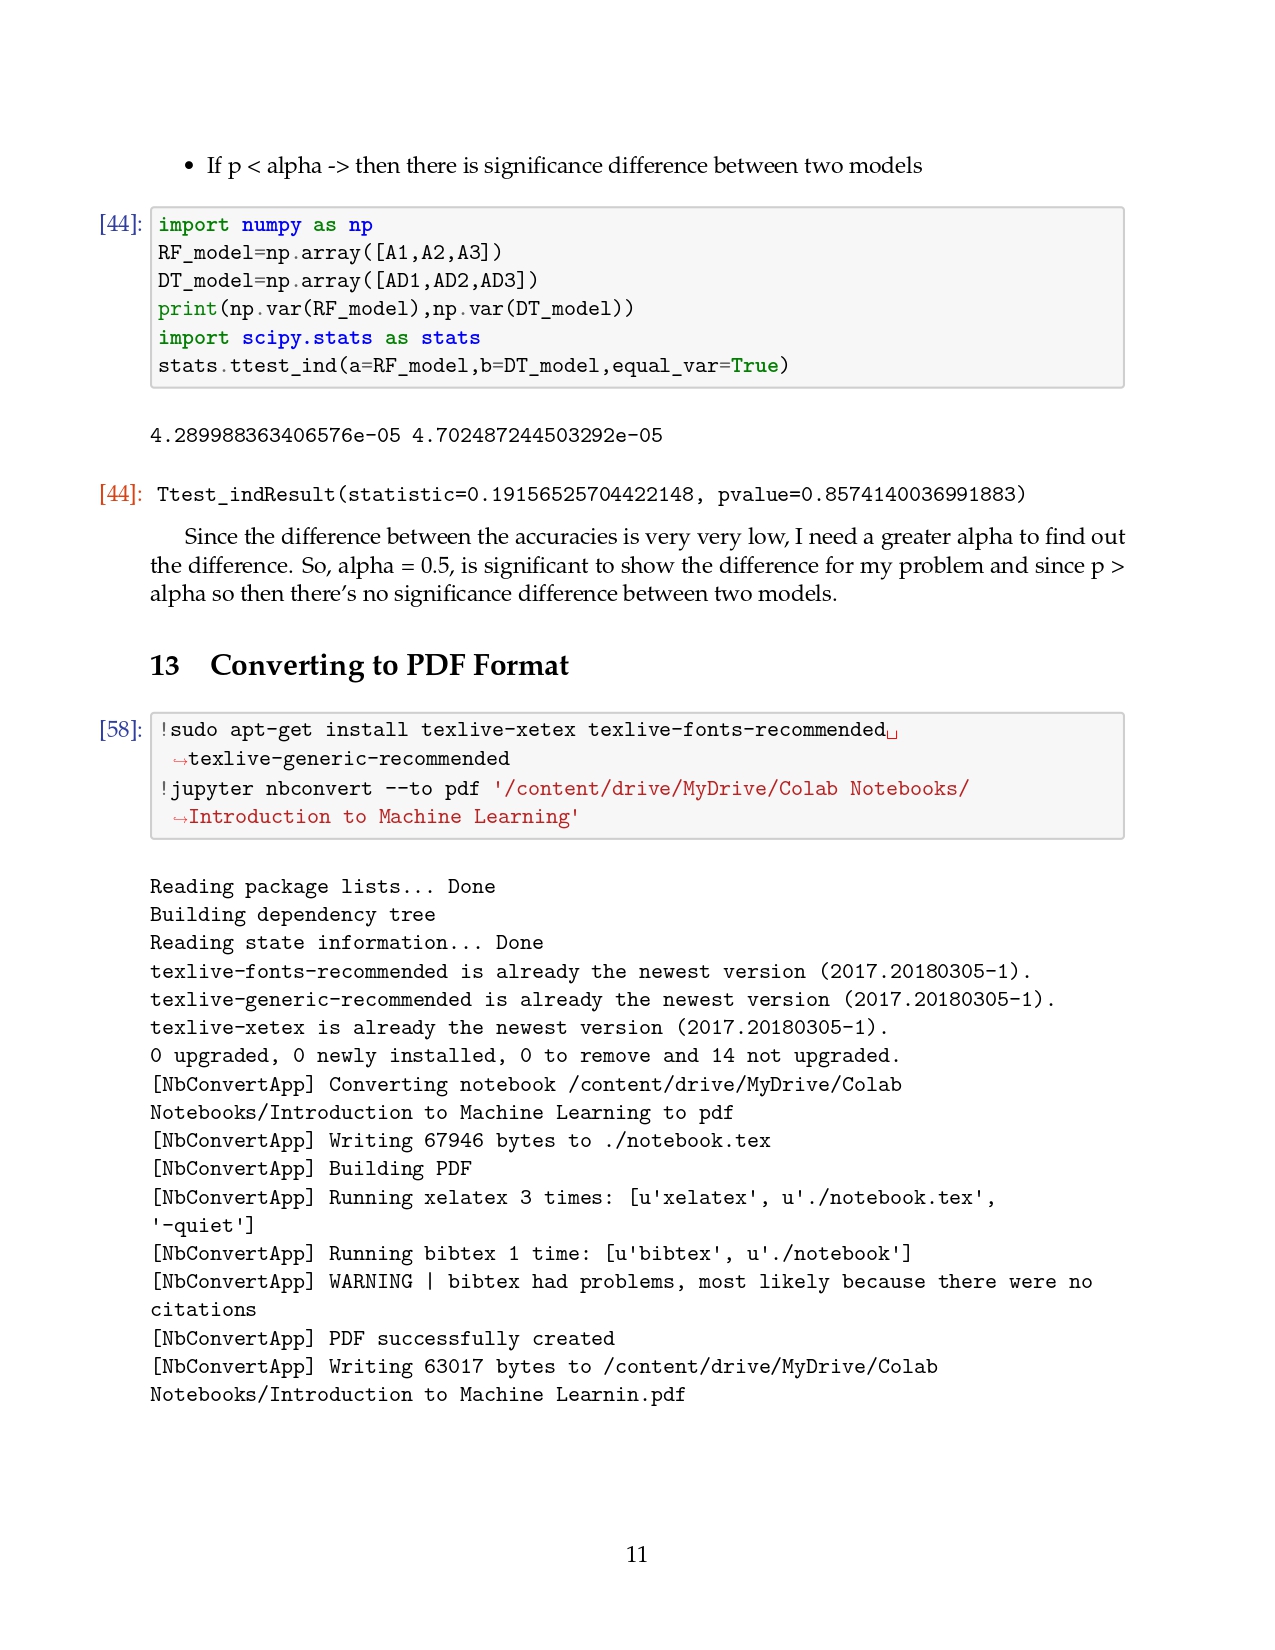 • If p < alpha -> then there is significance difference between two models
[44]: import numpy as np
RF_model=np.array([A1,A2,A3])
DT_model=np.array([AD1,AD2,AD3])
print(np.var(RF_model),np.var(DT_model))
import scipy.stats as stats
stats.ttest_ind(a=RF_model,b=DT_model,equal_var=True)
4.289988363406576e-05 4.702487244503292e-05
[44]: Ttest_indResult(statistic=0.19156525704422148, pvalue=0.8574140036991883)
Since the difference between the accuracies is very very low, I need a greater alpha to find out
the difference. So, alpha = 0.5, is significant to show the difference for my problem and since p >
alpha so then there's no significance difference between two models.
13 Converting to PDF Format
[58]: !sudo apt-get install texlive-xetex texlive-fonts-recommended␣
↪texlive-generic-recommended
!jupyter nbconvert --to pdf '/content/drive/MyDrive/Colab Notebooks/
↪Introduction to Machine Learning'
Reading package lists... Done
Building dependency tree
Reading state information... Done
texlive-fonts-recommended is already the newest version (2017.20180305-1).
texlive-generic-recommended is already the newest version (2017.20180305-1).
texlive-xetex is already the newest version (2017.20180305-1).
0 upgraded, 0 newly installed, 0 to remove and 14 not upgraded.
[NbConvertApp] Converting notebook /content/drive/MyDrive/Colab
Notebooks/Introduction to Machine Learning to pdf
[NbConvertApp] Writing 67946 bytes to ./notebook.tex
[NbConvertApp] Building PDF
[NbConvertApp] Running xelatex 3 times: [u'xelatex', u'./notebook.tex',
'-quiet']
[NbConvertApp] Running bibtex 1 time: [u'bibtex', u'./notebook']
[NbConvertApp] WARNING | bibtex had problems, most likely because there were no
citations
[NbConvertApp] PDF successfully created
[NbConvertApp] Writing 63017 bytes to /content/drive/MyDrive/Colab
Notebooks/Introduction to Machine Learnin.pdf
11